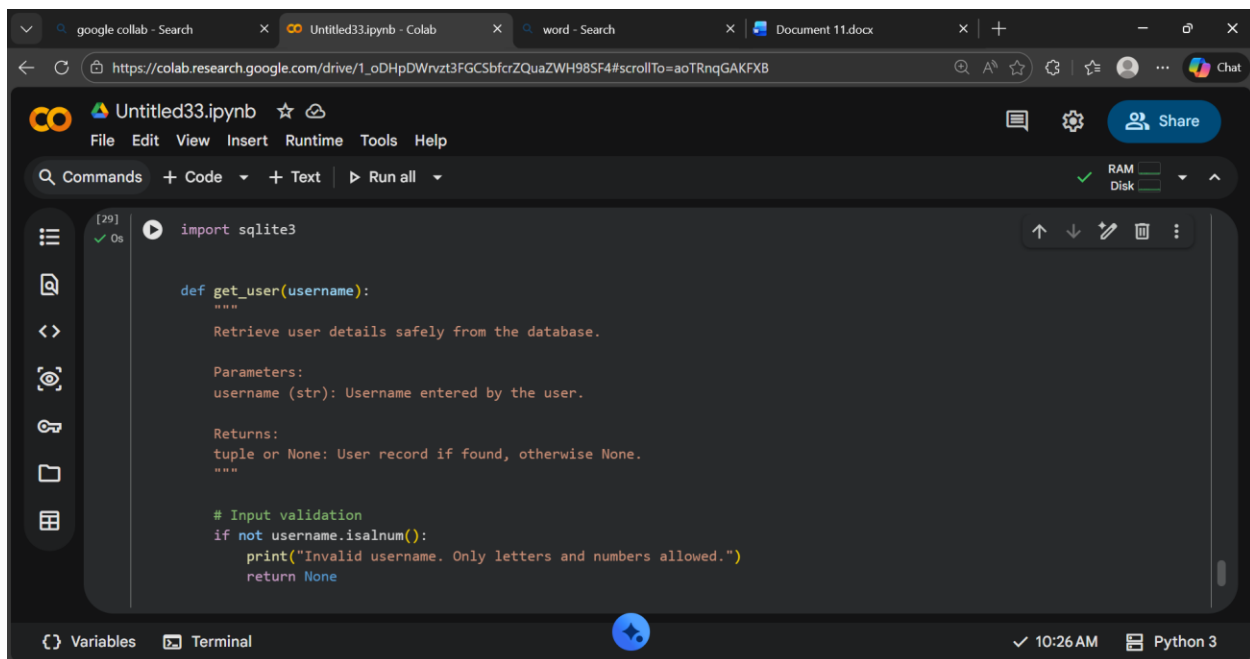 google collab - Search
Untitled33.ipynb - Colab
word - Search
Document 11.docx
https://colab.research.google.com/drive/1_oDHpDWrvzt3FGCSbfcrZQuaZWH98SF4#scrollTo=aoTRnqGAKFXB
Chat
Untitled33.ipynb
File Edit View Insert Runtime Tools Help
Share
Commands + Code + Text Run all
RAM
Disk
[29]
0s
import sqlite3
def get_user(username):
"""
Retrieve user details safely from the database.
Parameters:
username (str): Username entered by the user.
Returns:
tuple or None: User record if found, otherwise None.
"""
# Input validation
if not username.isalnum():
print("Invalid username. Only letters and numbers allowed.")
return None
{} Variables Terminal
10:26 AM Python 3